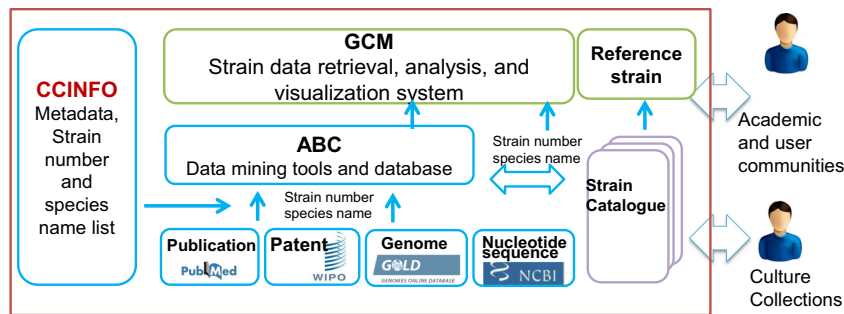 CCINFO
Metadata,
Strain
number
and
species
name list
GCM
Strain data retrieval, analysis, and
visualization system
Reference
strain
ABC
Data mining tools and database
Strain number
species name
Strain number
species name
Strain
Catalogue
Publication
PubMed
Patent
WIPO
Genome
GOLD
GENOMES ONLINE DATABASE
Nucleotide
sequence
NCBI
Academic
and user
communities
Culture
Collections